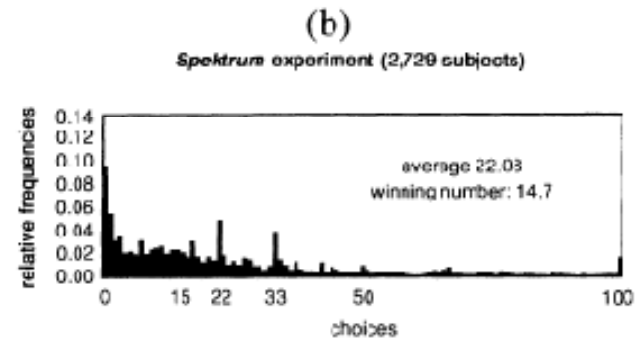 (b)
Spektrum experiment (2,729 subjects)
relative frequencies
0.14
0.12
0.10
0.08
0.06
0.04
0.02
0.00
average 22.08
winning number: 14.7
0 15 22 33 50 100
choices